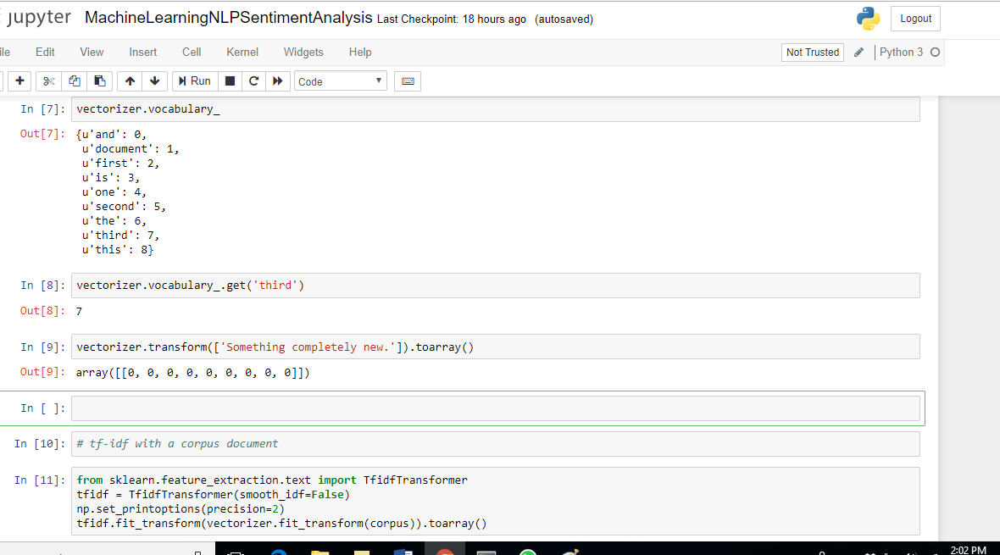 jupyter MachineLearningNLPSentimentAnalysis Last Checkpoint: 18 hours ago (autosaved) Logout
ile Edit View Insert Cell Kernel Widgets Help Not Trusted Python 3
Run Code
In [7]: vectorizer.vocabulary_
Out[7]: {u'and': 0,
u'document': 1,
u'first': 2,
u'is': 3,
u'one': 4,
u'second': 5,
u'the': 6,
u'third': 7,
u'this': 8}
In [8]: vectorizer.vocabulary_.get('third')
Out[8]: 7
In [9]: vectorizer.transform(['Something completely new.']).toarray()
Out[9]: array([[0, 0, 0, 0, 0, 0, 0, 0, 0]])
In [ ]:
In [10]: # tf-idf with a corpus document
In [11]: from sklearn.feature_extraction.text import TfidfTransformer
tfidf = TfidfTransformer(smooth_idf=False)
np.set_printoptions(precision=2)
tfidf.fit_transform(vectorizer.fit_transform(corpus)).toarray()
2:02 PM